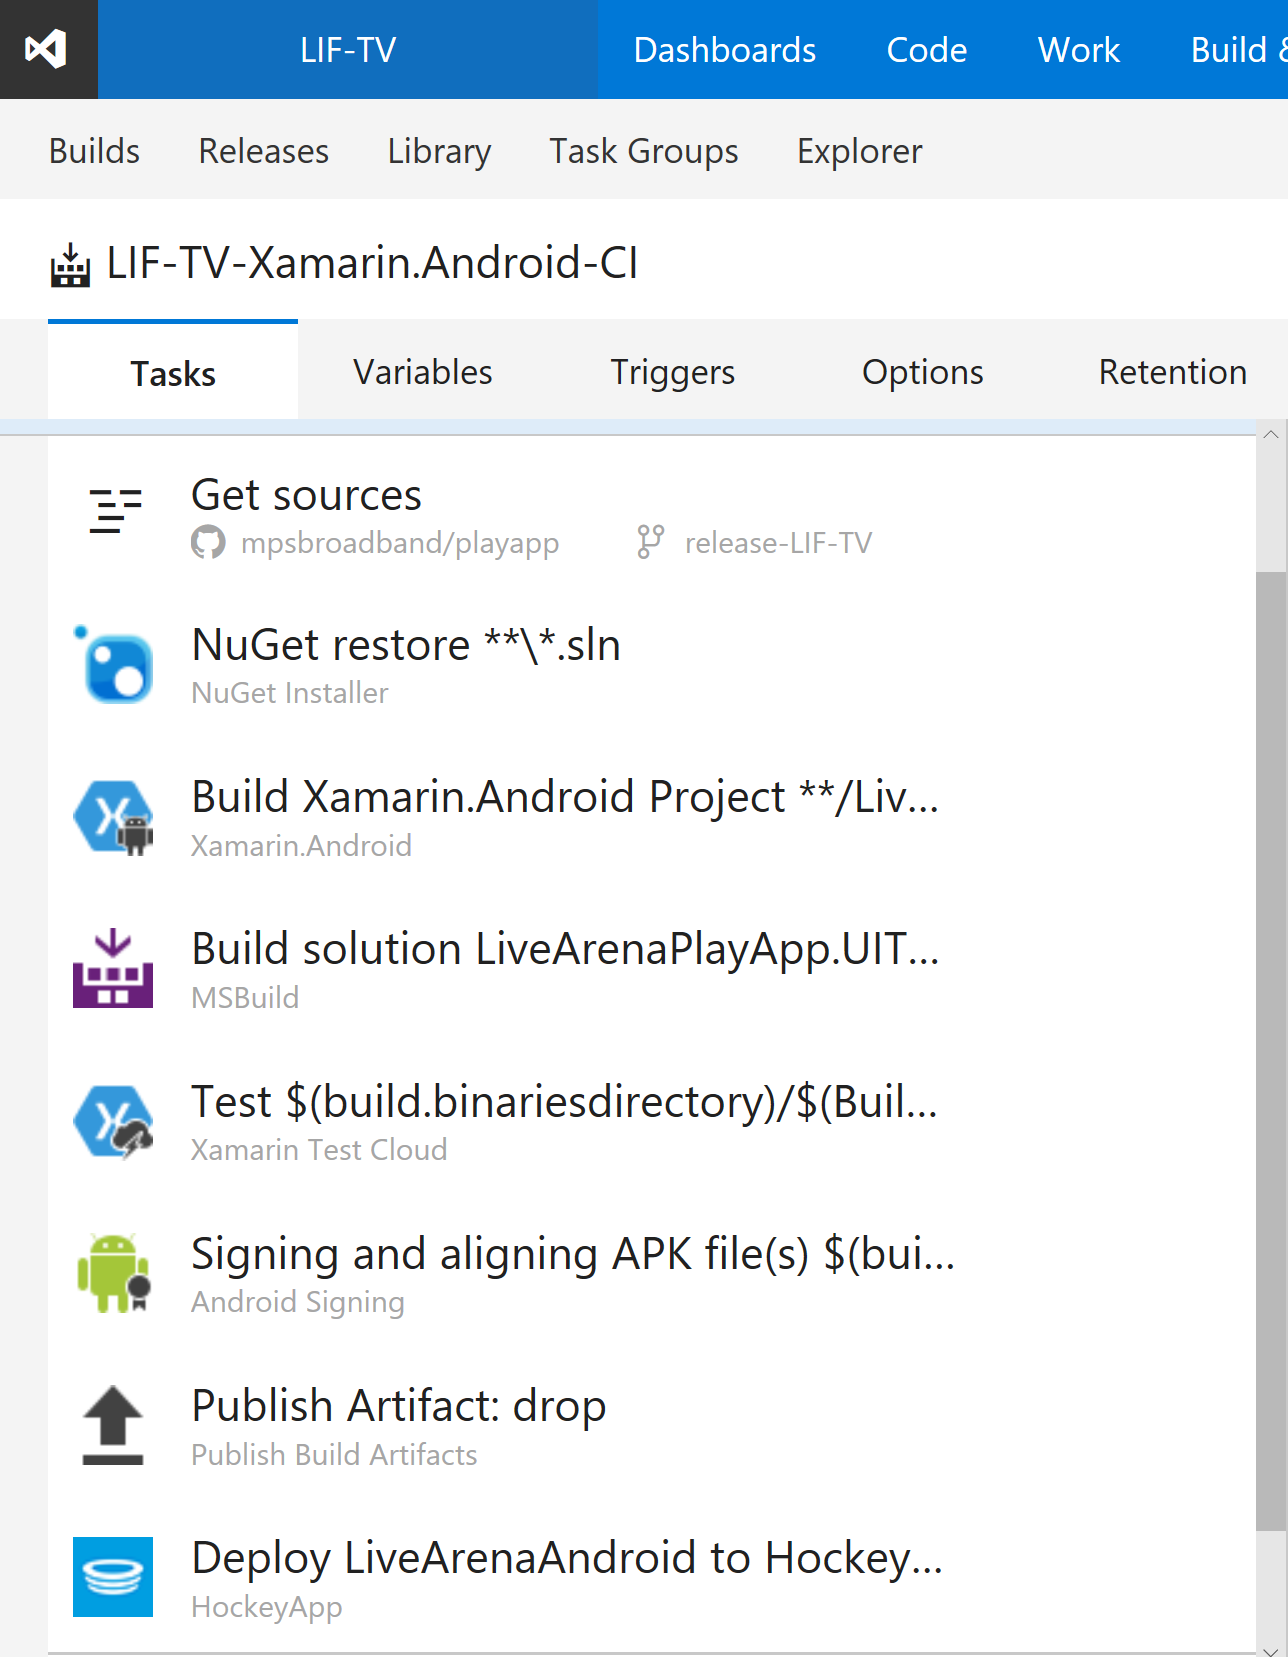 LIF-TV Dashboards Code Work Build &
Builds Releases Library Task Groups Explorer
LIF-TV-Xamarin.Android-CI
Tasks Variables Triggers Options Retention
Get sources
mpsbroadband/playapp release-LIF-TV
NuGet restore **\*.sln
NuGet Installer
Build Xamarin.Android Project **/Liv...
Xamarin.Android
Build solution LiveArenaPlayApp.UIT...
MSBuild
Test $(build.binariesdirectory)/$(Buil...
Xamarin Test Cloud
Signing and aligning APK file(s) $(bui...
Android Signing
Publish Artifact: drop
Publish Build Artifacts
Deploy LiveArenaAndroid to Hockey...
HockeyApp